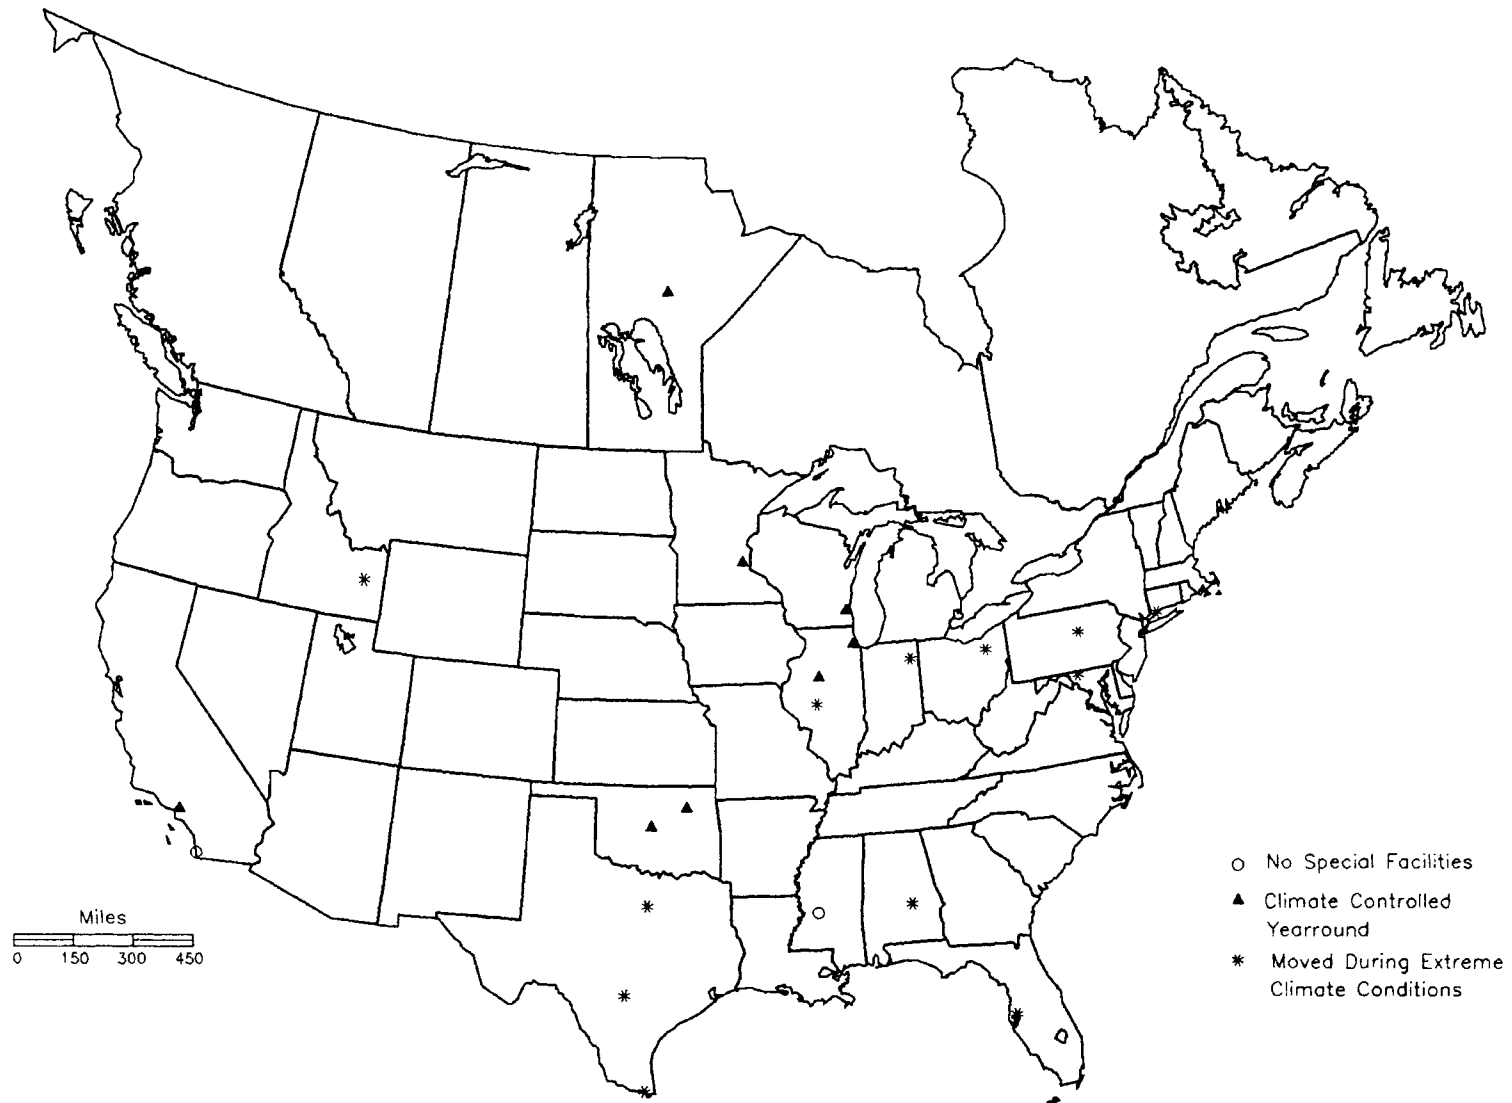 No Special Facilities
Climate Controlled
Yearround
Moved During Extreme
Climate Conditions
Miles
0 150 300 450